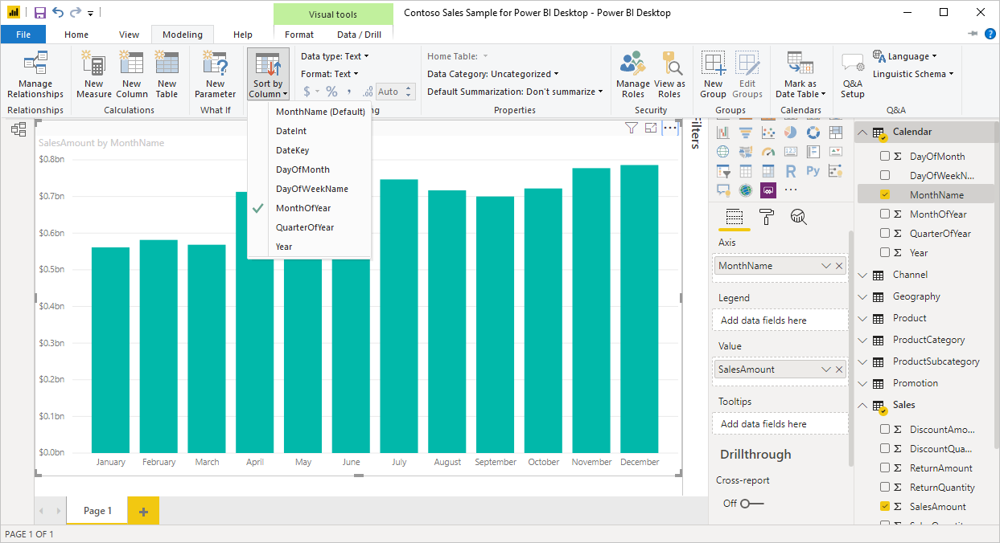 Visual tools
Contoso Sales Sample for Power BI Desktop - Power BI Desktop
File
Home
View
Modeling
Help
Format
Data / Drill
Manage
Relationships
Relationships
New
Measure
New
Column
New
Table
Calculations
New
Parameter
What If
Sort by
Column
Data type: Text
Format: Text
$ % , .00 Auto
Home Table:
Data Category: Uncategorized
Default Summarization: Don't summarize
Properties
Manage
Roles
View as
Roles
Security
New
Group
Edit
Groups
Groups
Mark as
Date Table
Calendars
Q&A
Setup
Language
Linguistic Schema
Q&A
MonthName (Default)
DateInt
DateKey
DayOfMonth
DayOfWeekName
MonthOfYear
QuarterOfYear
Year
SalesAmount by MonthName
$0.8bn
$0.7bn
$0.6bn
$0.5bn
$0.4bn
$0.3bn
$0.2bn
$0.1bn
$0.0bn
January
February
March
April
May
June
July
August
September
October
November
December
Filters
123
R
Py
Axis
MonthName
Legend
Add data fields here
Value
SalesAmount
Tooltips
Add data fields here
Drillthrough
Cross-report
Off
Calendar
Σ DayOfMonth
DayOfWeekN...
MonthName
Σ MonthOfYear
Σ QuarterOfYear
Σ Year
Channel
Geography
Product
ProductCategory
ProductSubcategory
Promotion
Sales
Σ DiscountAmo...
Σ DiscountQua...
Σ ReturnAmount
Σ ReturnQuantity
Σ SalesAmount
Page 1
PAGE 1 OF 1